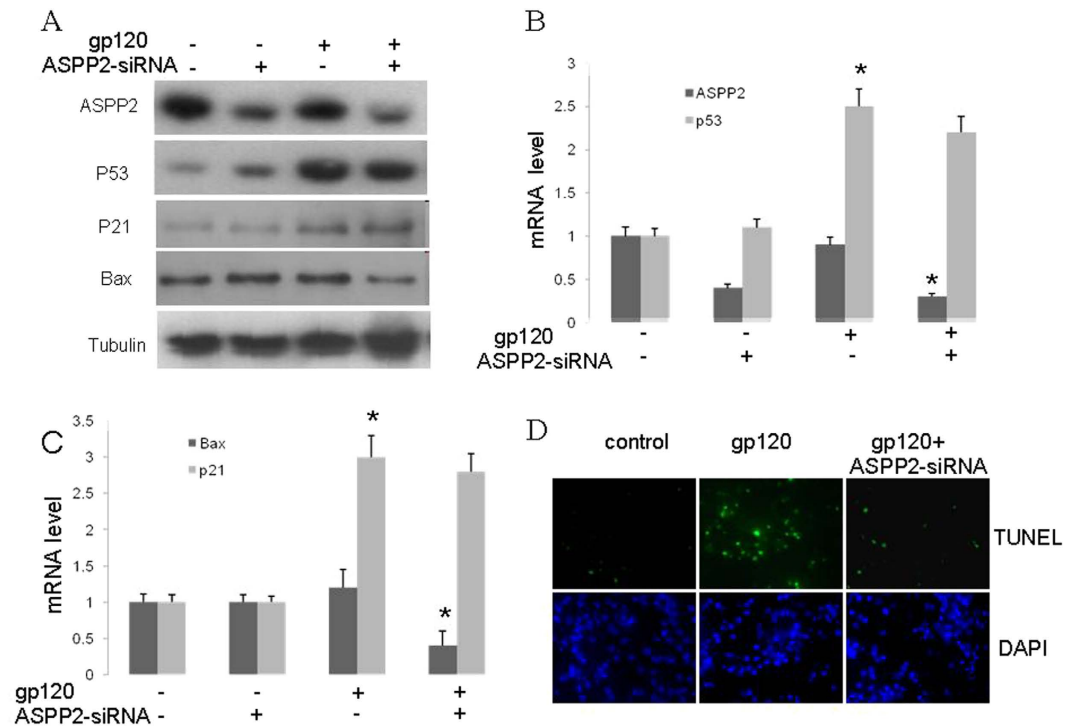 A
gp120 - - + +
ASPP2-siRNA - + - +
ASPP2
P53
P21
Bax
Tubulin
B
3
2.5
2
1.5
1
0.5
0
mRNA level
ASPP2
p53
*
*
gp120 - - + +
ASPP2-siRNA - + - +
C
3.5
3
2.5
2
1.5
1
0.5
0
mRNA level
Bax
p21
*
*
gp120 - - + +
ASPP2-siRNA - + - +
D
control
gp120
gp120+
ASPP2-siRNA
TUNEL
DAPI